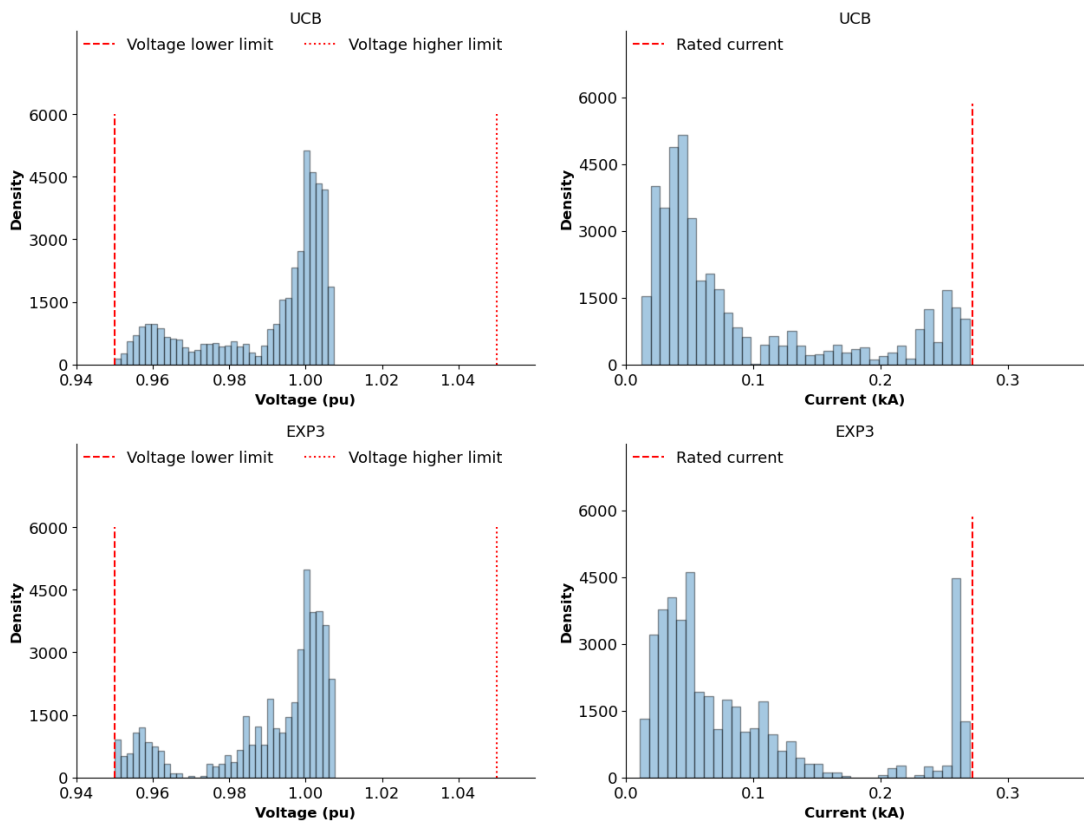 UCB
Voltage lower limit Voltage higher limit
Density
6000
4500
3000
1500
0
0.94 0.96 0.98 1.00 1.02 1.04
Voltage (pu)
UCB
Rated current
Density
6000
4500
3000
1500
0
0.0 0.1 0.2 0.3
Current (kA)
EXP3
Voltage lower limit Voltage higher limit
Density
6000
4500
3000
1500
0
0.94 0.96 0.98 1.00 1.02 1.04
Voltage (pu)
EXP3
Rated current
Density
6000
4500
3000
1500
0
0.0 0.1 0.2 0.3
Current (kA)